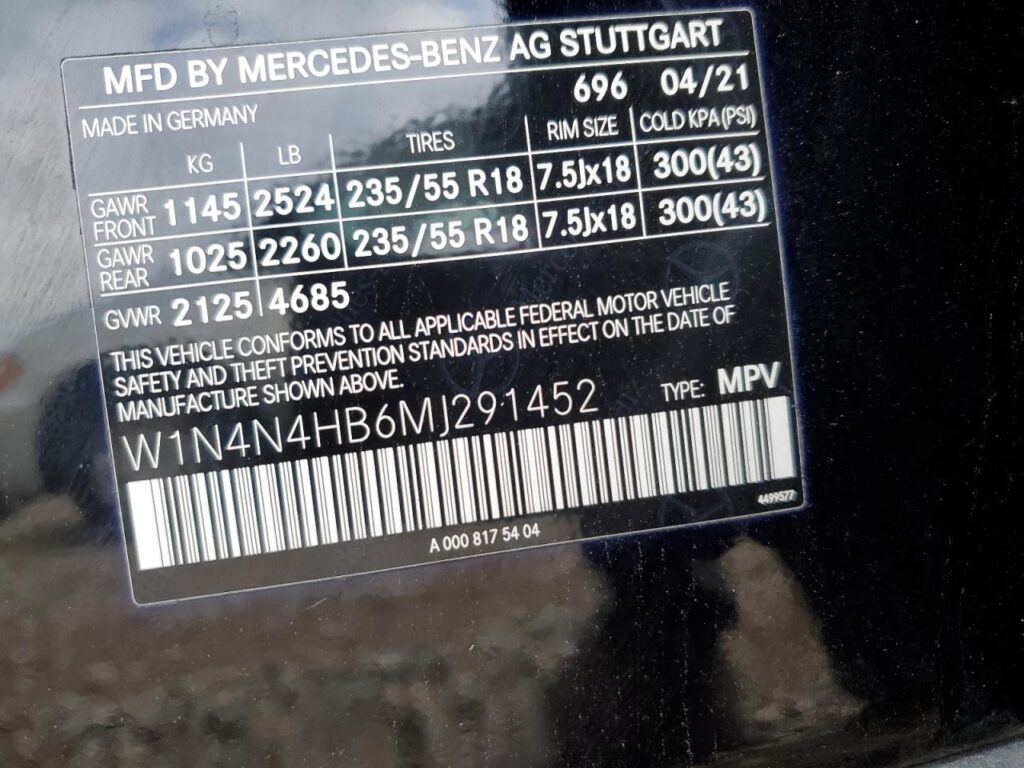 MFD BY MERCEDES-BENZ AG STUTTGART
696 04/21
MADE IN GERMANY
KG LB TIRES RIM SIZE COLD KPA(PSI)
GAWR FRONT 1145 2524 235/55 R18 7.5Jx18 300(43)
GAWR REAR 1025 2260 235/55 R18 7.5Jx18 300(43)
GVWR 2125 4685
THIS VEHICLE CONFORMS TO ALL APPLICABLE FEDERAL MOTOR VEHICLE
SAFETY AND THEFT PREVENTION STANDARDS IN EFFECT ON THE DATE OF
MANUFACTURE SHOWN ABOVE.
W1N4N4HB6MJ291452 TYPE: MPV
4499577
A 000 817 54 04